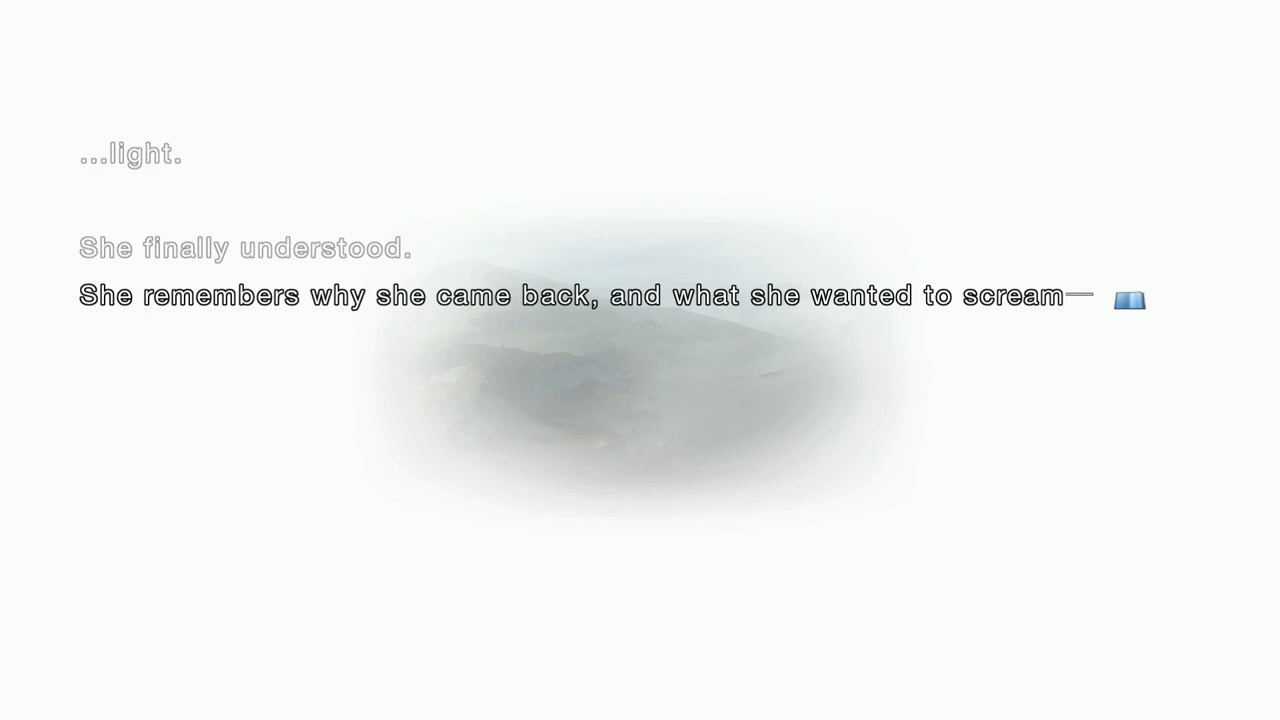 ...light.
She finally understood.
She remembers why she came back, and what she wanted to scream—